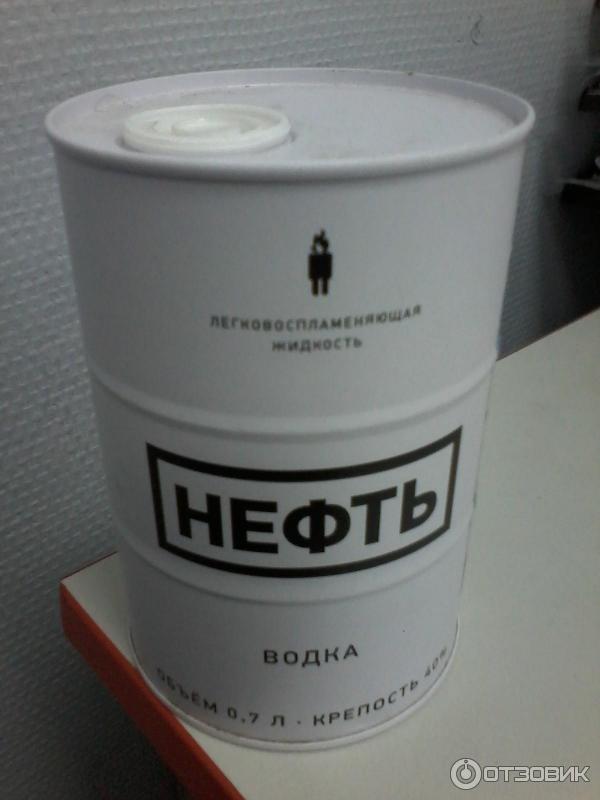 ЛЕГКОВОСПЛАМЕНЯЮЩАЯ
ЖИДКОСТЬ
НЕФТЬ
ВОДКА
ОБЪЁМ 0.7 Л · КРЕПОСТЬ 40%
ОТЗОВИК